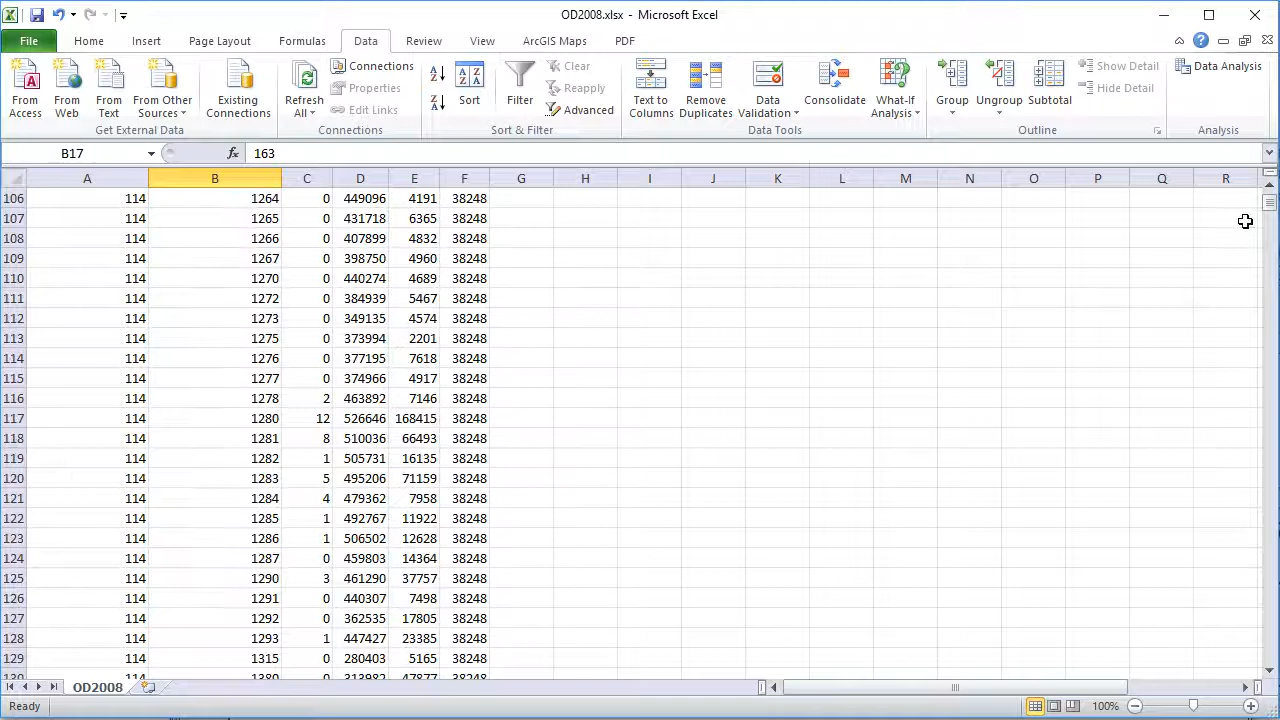 OD2008.xlsx - Microsoft Excel
File Home Insert Page Layout Formulas Data Review View ArcGIS Maps PDF
From Access
From Web
From Text
From Other Sources
Existing Connections
Get External Data
Refresh All
Connections
Properties
Edit Links
Connections
Sort
Filter
Clear
Reapply
Advanced
Sort & Filter
Text to Columns
Remove Duplicates
Data Validation
Consolidate
What-If Analysis
Data Tools
Group
Ungroup
Subtotal
Show Detail
Hide Detail
Outline
Data Analysis
Analysis
B17 fx 163
A B C D E F G H I J K L M N O P Q R
106 114 1264 0 449096 4191 38248
107 114 1265 0 431718 6365 38248
108 114 1266 0 407899 4832 38248
109 114 1267 0 398750 4960 38248
110 114 1270 0 440274 4689 38248
111 114 1272 0 384939 5467 38248
112 114 1273 0 349135 4574 38248
113 114 1275 0 373994 2201 38248
114 114 1276 0 377195 7618 38248
115 114 1277 0 374966 4917 38248
116 114 1278 2 463892 7146 38248
117 114 1280 12 526646 168415 38248
118 114 1281 8 510036 66493 38248
119 114 1282 1 505731 16135 38248
120 114 1283 5 495206 71159 38248
121 114 1284 4 479362 7958 38248
122 114 1285 1 492767 11922 38248
123 114 1286 1 506502 12628 38248
124 114 1287 0 459803 14364 38248
125 114 1290 3 461290 37757 38248
126 114 1291 0 440307 7498 38248
127 114 1292 0 362535 17805 38248
128 114 1293 1 447427 23385 38248
129 114 1315 0 280403 5165 38248
130 114 1380 0 313982 47877 38248
OD2008
Ready 100%